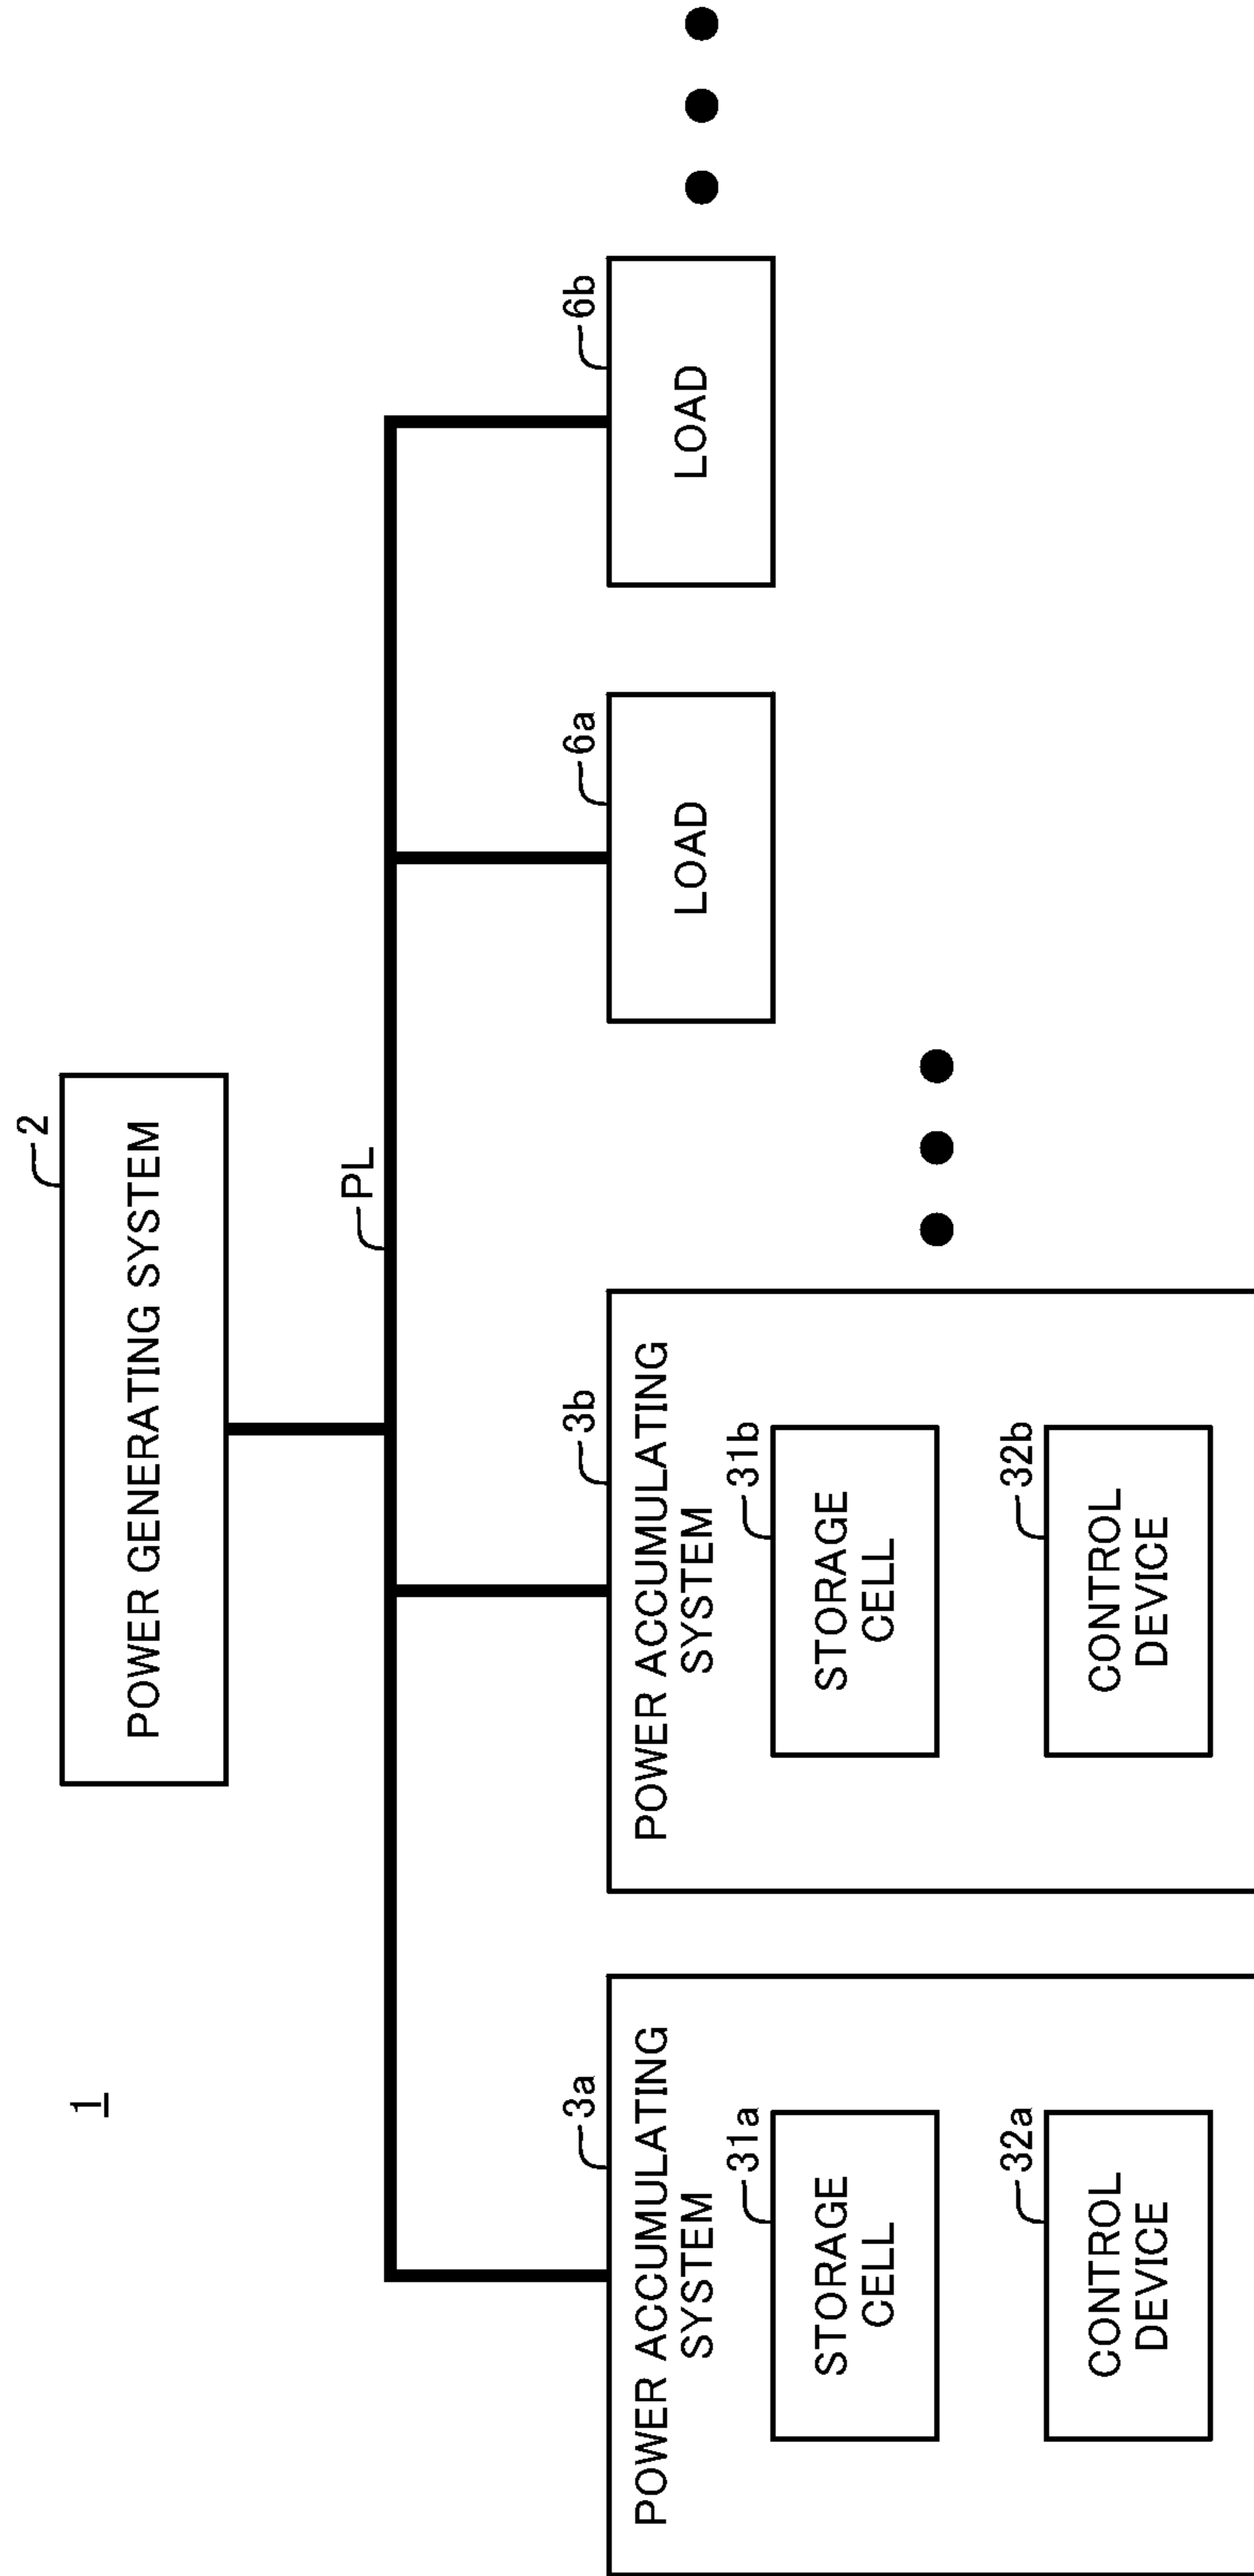 1
2
POWER GENERATING SYSTEM
PL
3a
POWER ACCUMULATING
SYSTEM
31a
STORAGE
CELL
32a
CONTROL
DEVICE
3b
POWER ACCUMULATING
SYSTEM
31b
STORAGE
CELL
32b
CONTROL
DEVICE
6a
LOAD
6b
LOAD